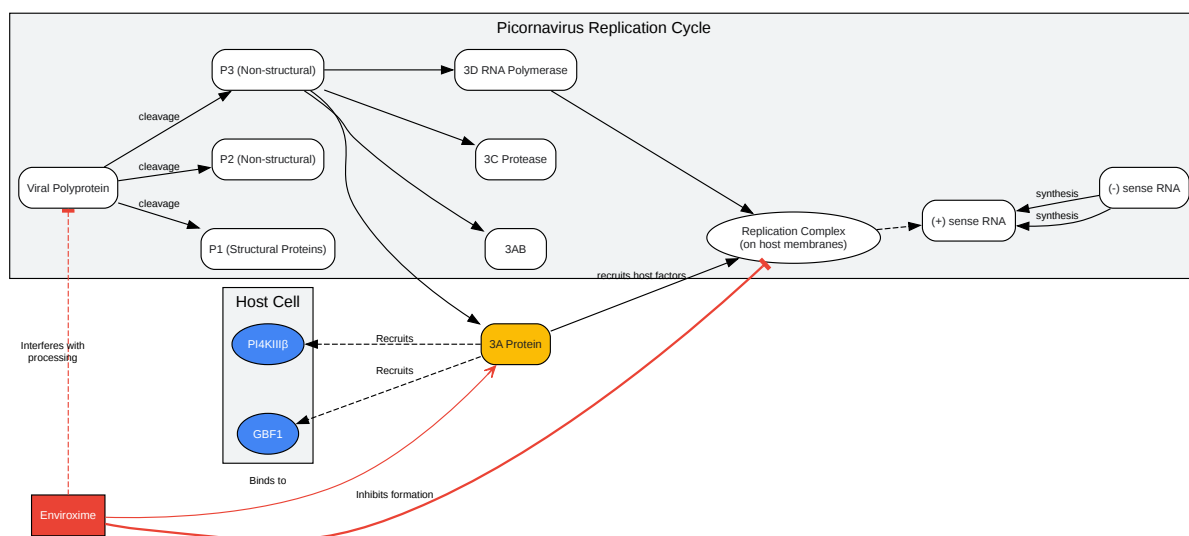 Picornavirus Replication Cycle
P3 (Non-structural)
3D RNA Polymerase
cleavage
P2 (Non-structural)
3C Protease
cleavage
Viral Polyprotein
cleavage
(-) sense RNA
synthesis
synthesis
(+) sense RNA
P1 (Structural Proteins)
3AB
Replication Complex
(on host membranes)
recruits host factors
Host Cell
PI4KIIIβ
Recruits
3A Protein
Interferes with
processing
Recruits
GBF1
Binds to
Inhibits formation
Enviroxime